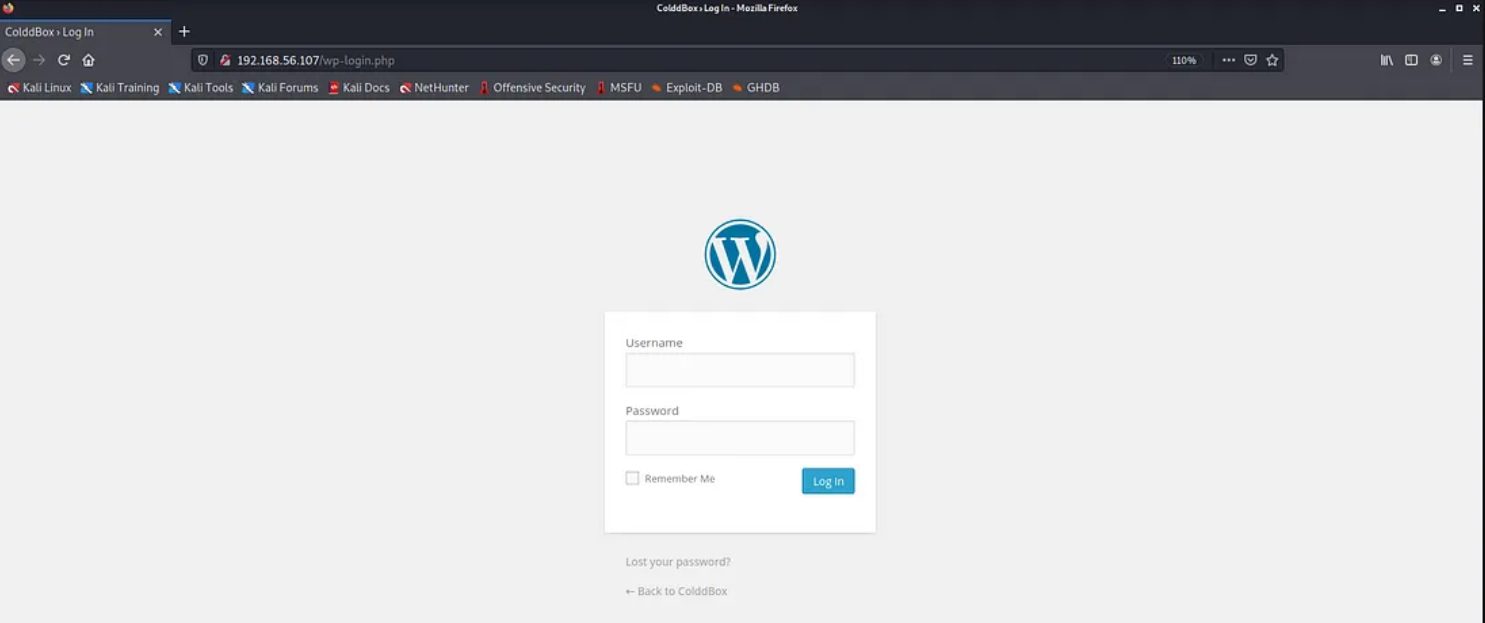 ColddBox › Log In - Mozilla Firefox
ColddBox › Log In
192.168.56.107/wp-login.php 110%
Kali Linux Kali Training Kali Tools Kali Forums Kali Docs NetHunter Offensive Security MSFU Exploit-DB GHDB
Username
Password
Remember Me Log In
Lost your password?
← Back to ColddBox